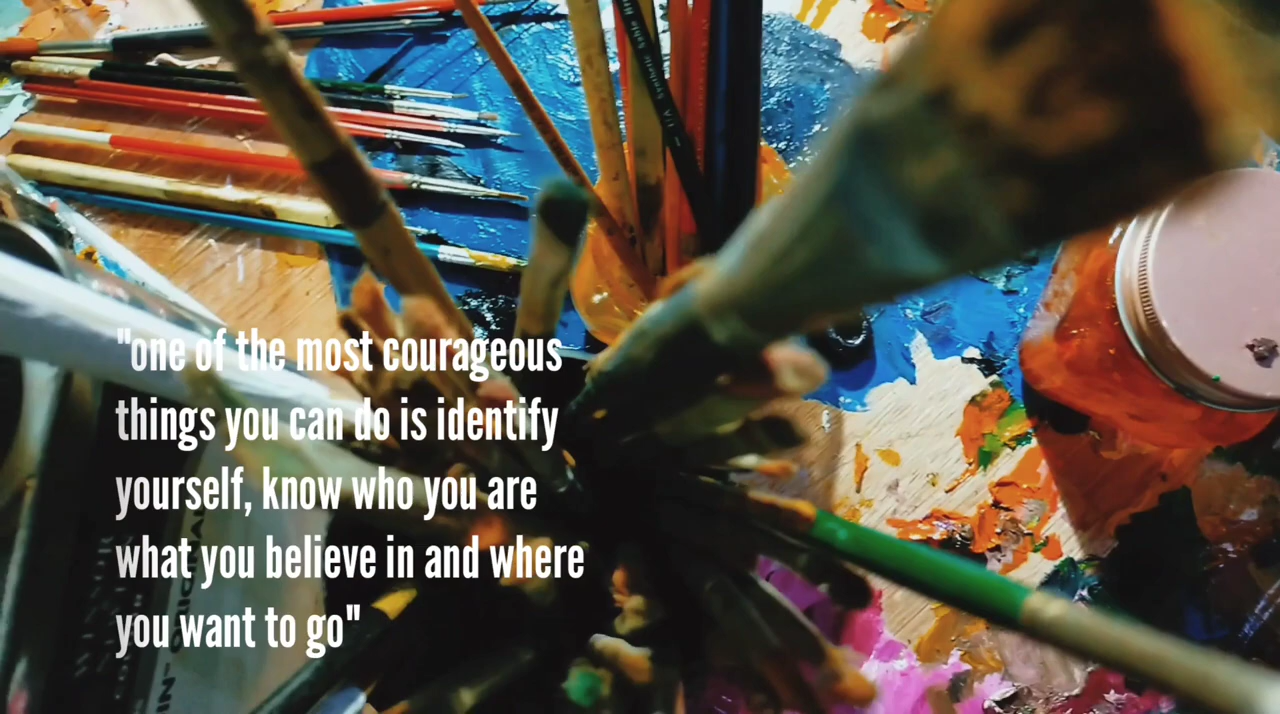 "one of the most courageous
things you can do is identify
yourself, know who you are
what you believe in and where
you want to go"